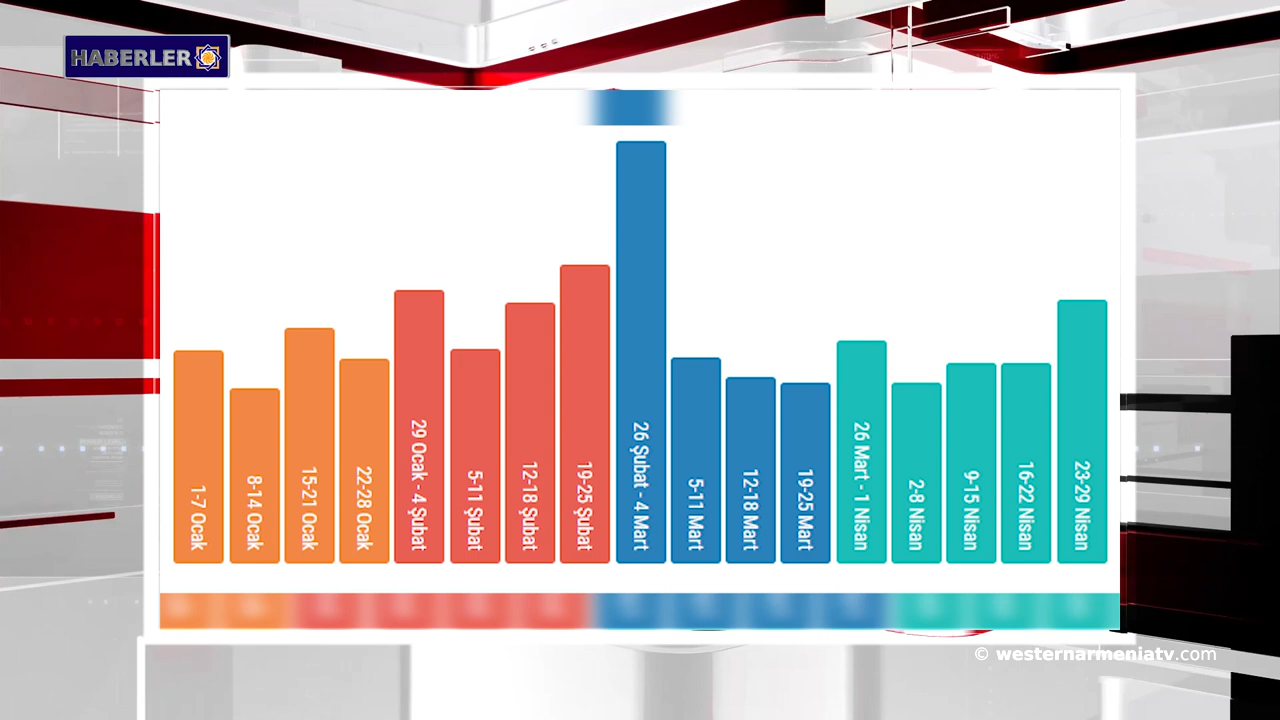 HABERLER
1-7 Ocak
8-14 Ocak
15-21 Ocak
22-28 Ocak
29 Ocak - 4 Şubat
5-11 Şubat
12-18 Şubat
19-25 Şubat
26 Şubat - 4 Mart
5-11 Mart
12-18 Mart
19-25 Mart
26 Mart - 1 Nisan
2-8 Nisan
9-15 Nisan
16-22 Nisan
23-29 Nisan
© westernarmeniatv.com